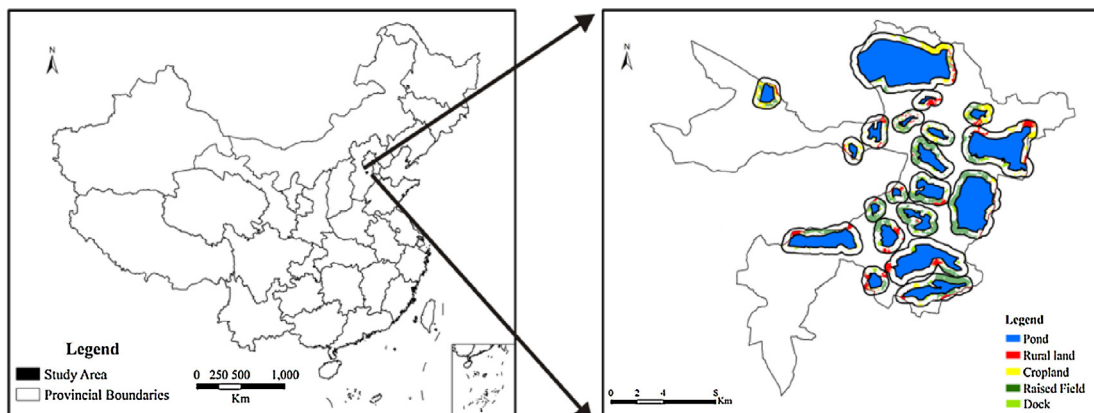 N
Legend
Study Area
Provincial Boundaries
0 250 500 1,000
Km
N
Legend
Pond
Rural land
Cropland
Raised Field
Dock
0 2 4 8
Km